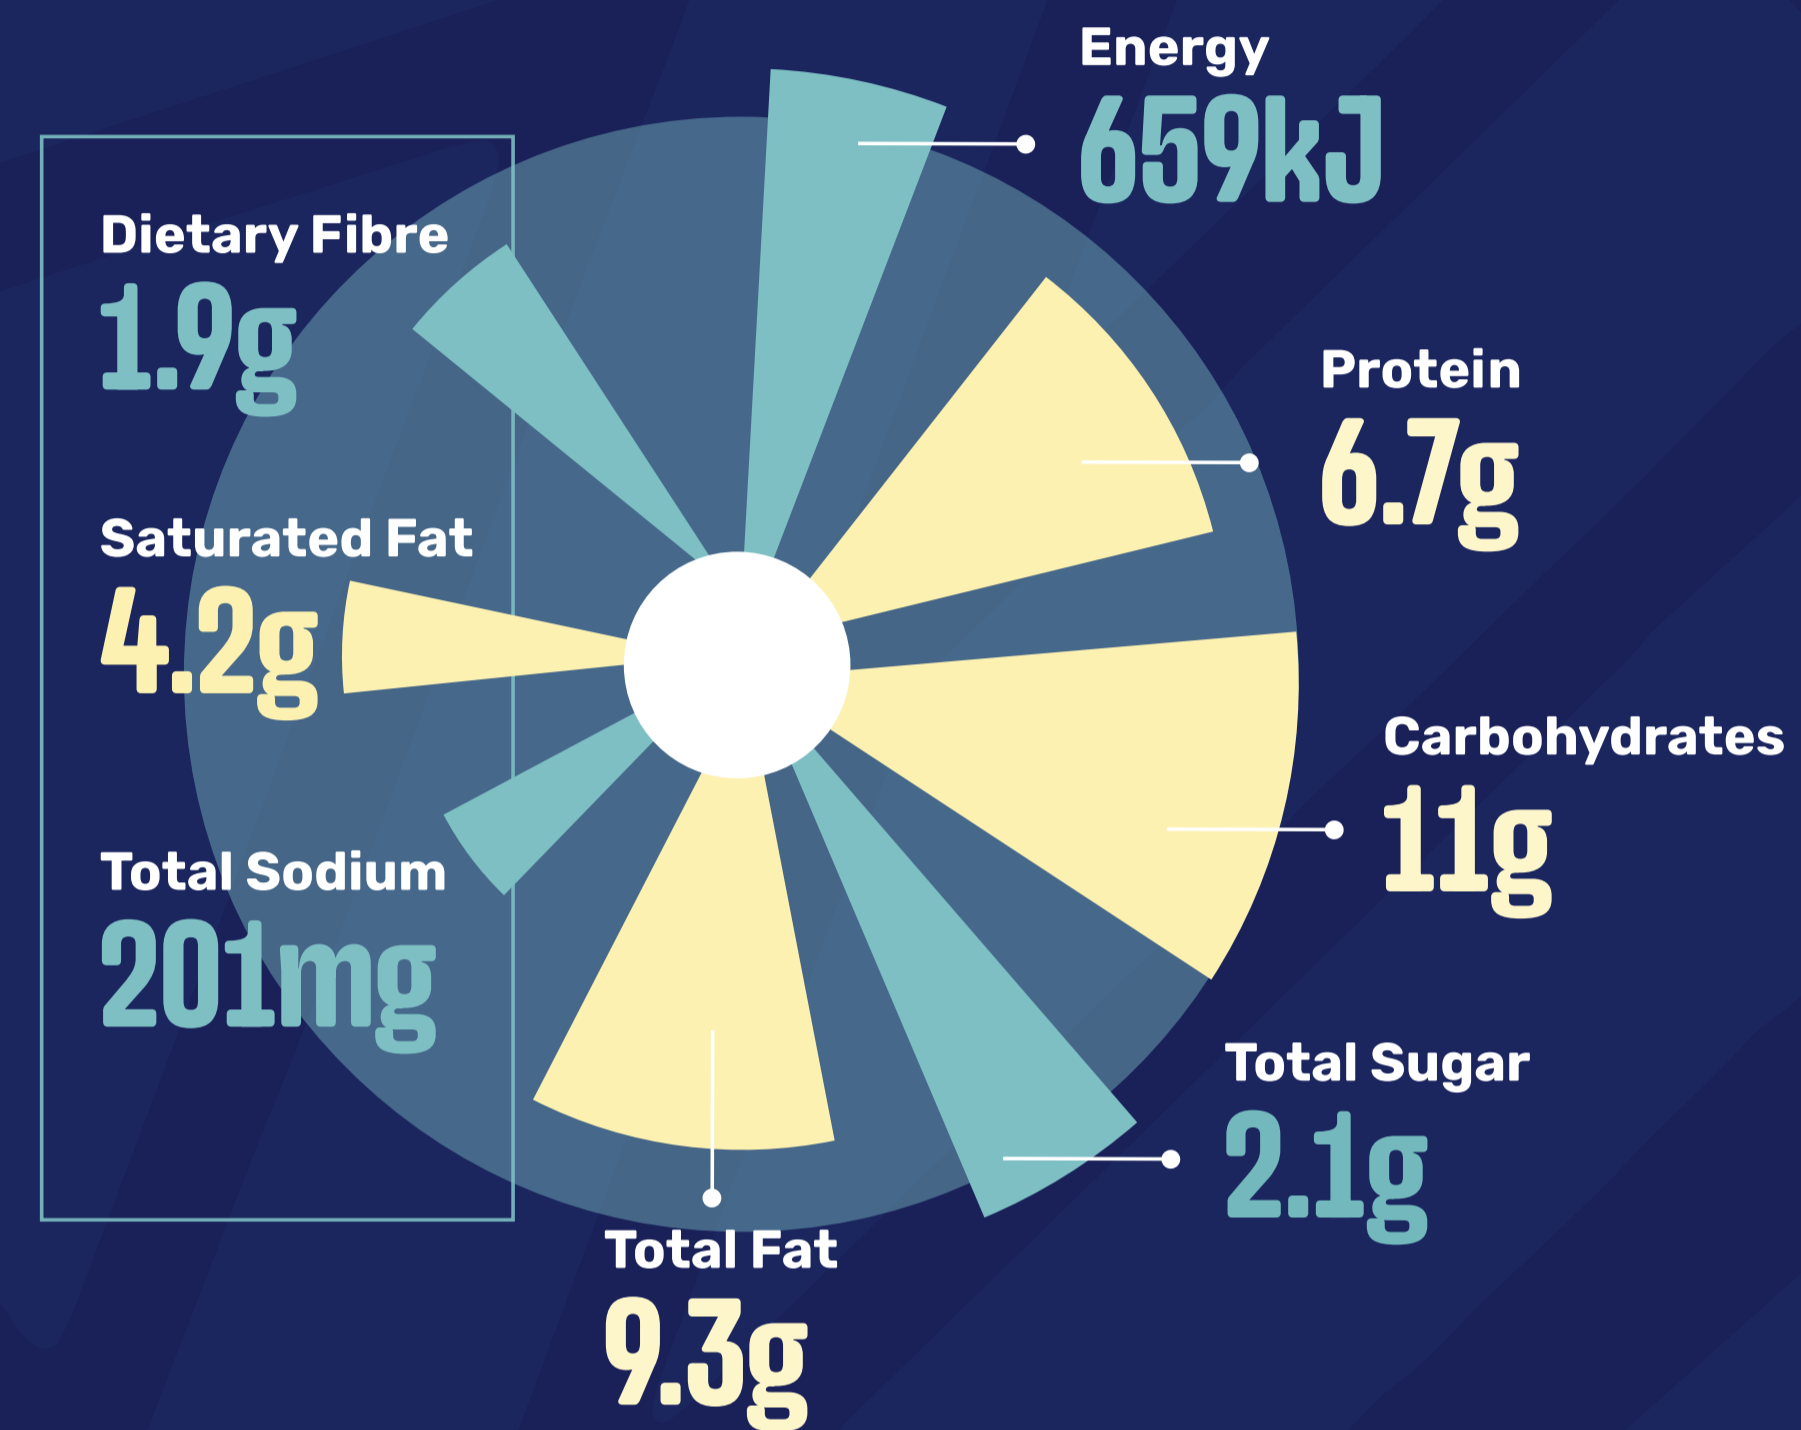 Energy
659kJ
Protein
6.7g
Carbohydrates
11g
Total Sugar
2.1g
Total Fat
9.3g
Dietary Fibre
1.9g
Saturated Fat
4.2g
Total Sodium
201mg